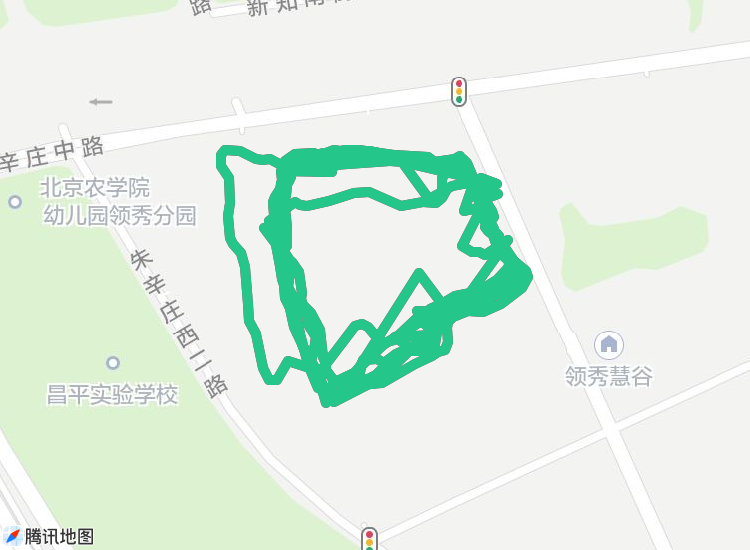 路
新知南
辛庄中路
北京农学院
幼儿园领秀分园
朱辛庄西二路
领秀慧谷
昌平实验学校
腾讯地图